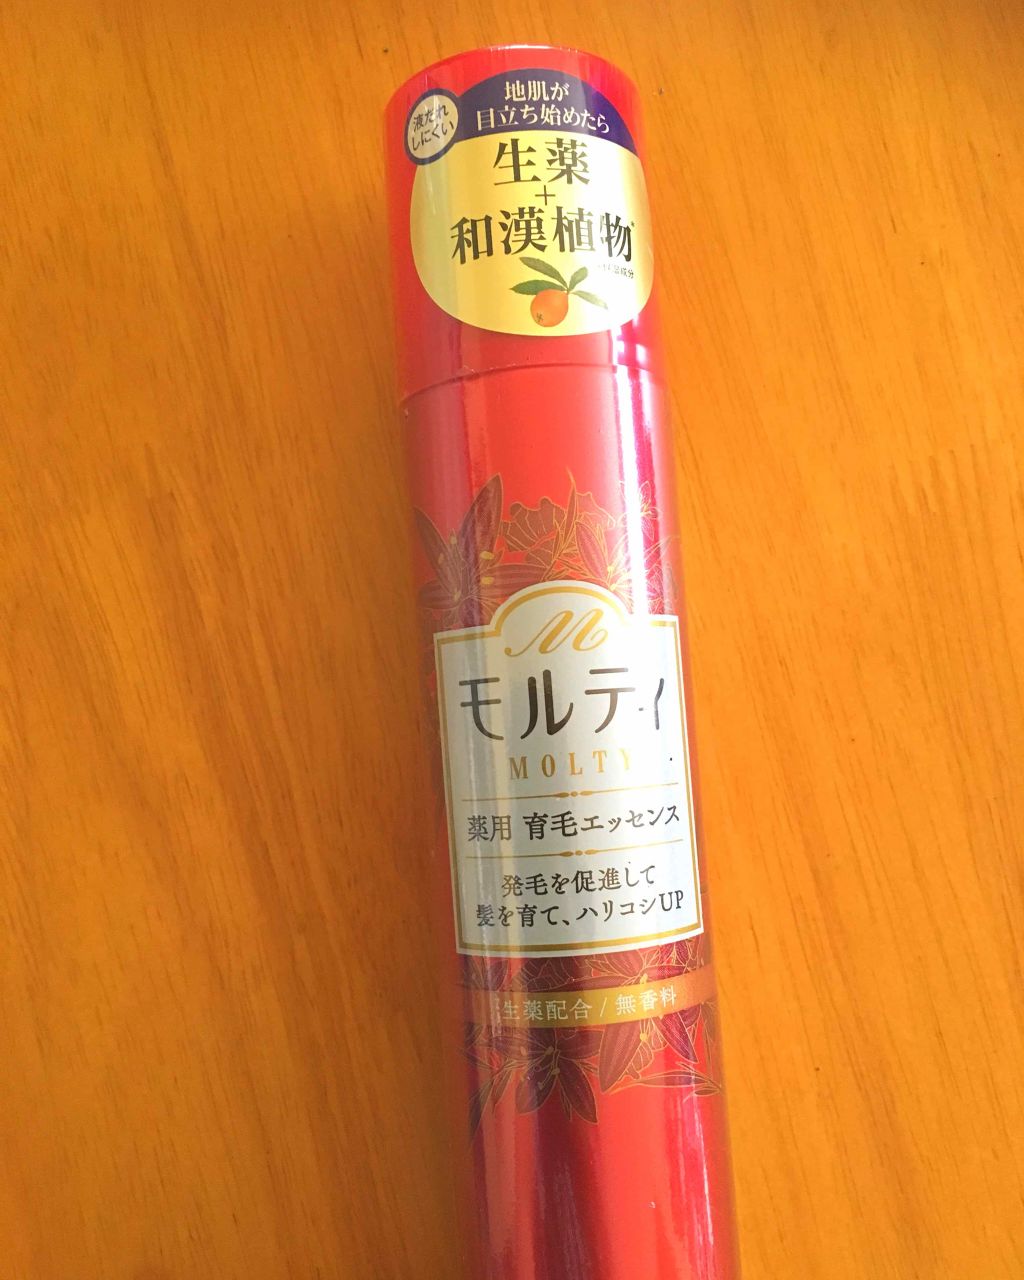 液だれ
しにくい
地肌が
目立ち始めたら
生薬
+
和漢植物*
M
モルティ
MOLTY
薬用 育毛エッセンス
発毛を促進して
髪を育て、ハリコシUP
生薬配合 / 無香料